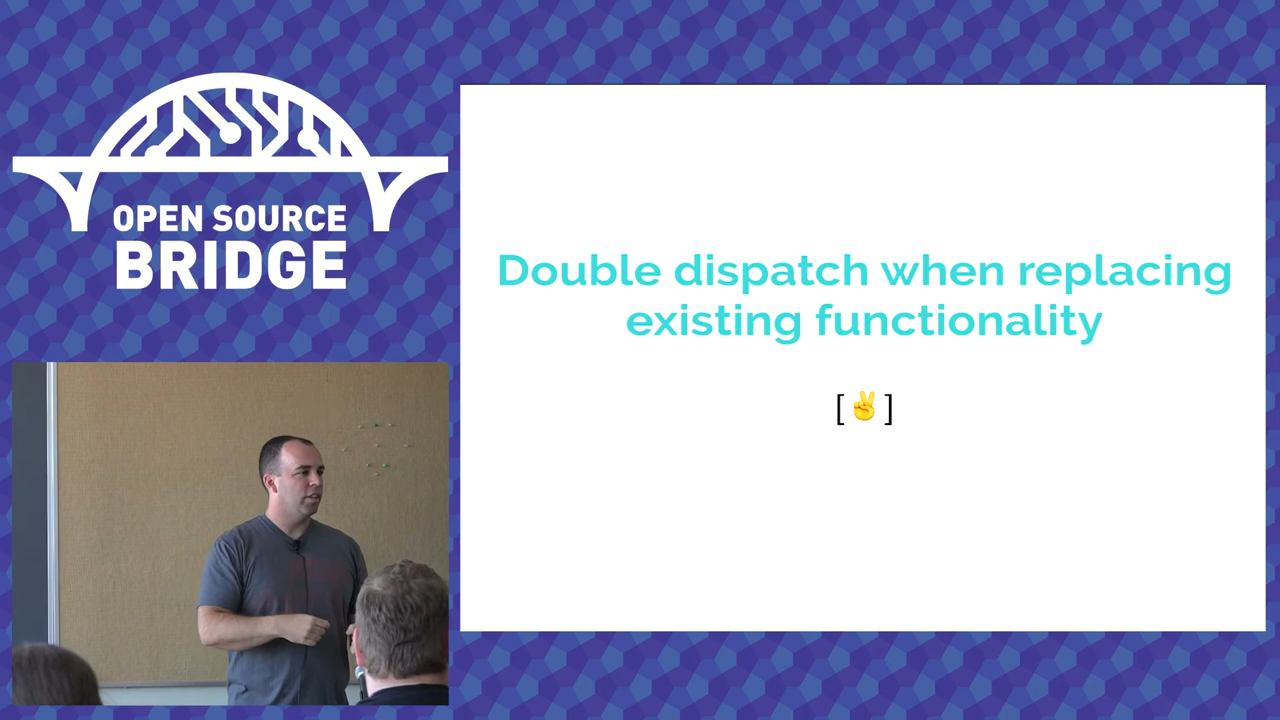 OPEN SOURCE
BRIDGE
Double dispatch when replacing
existing functionality
[✌️]